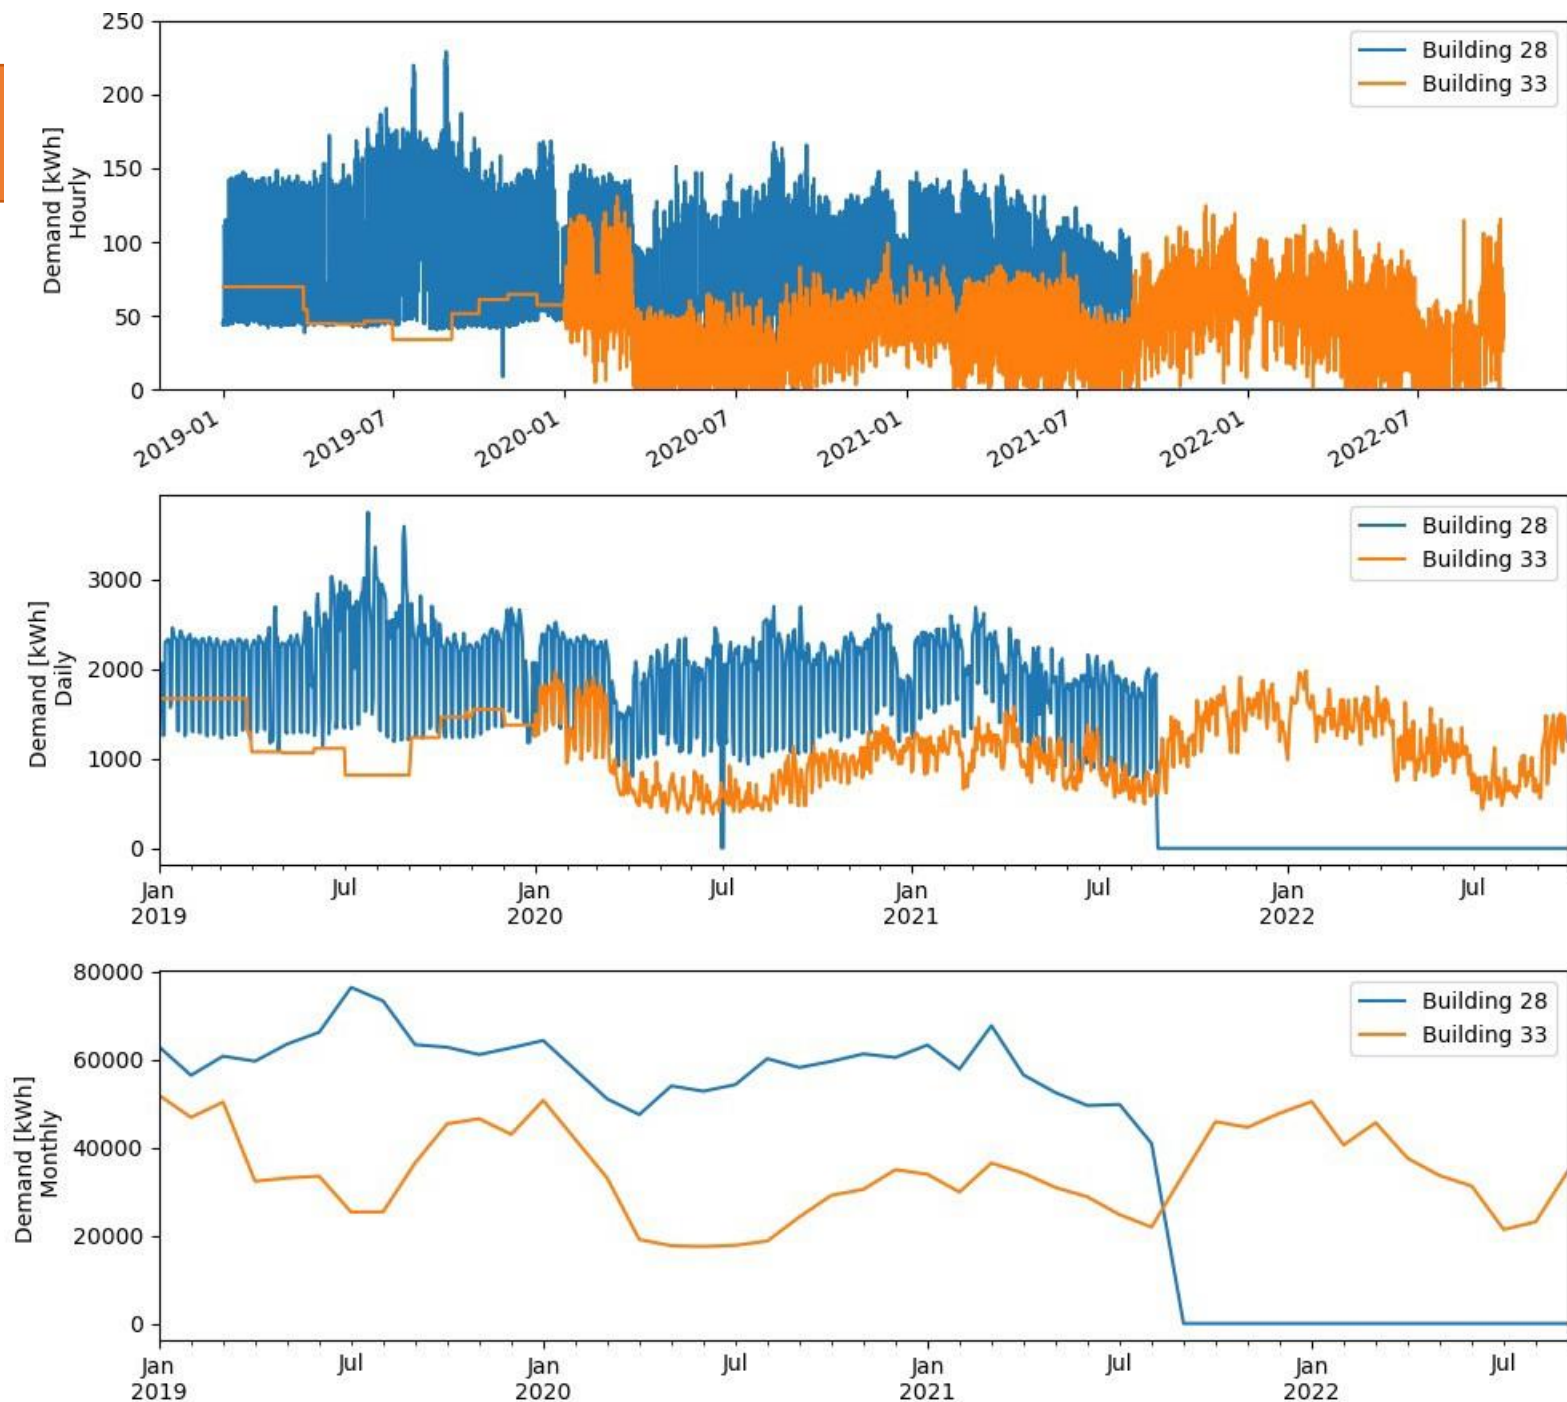 Demand [kWh]
Hourly
250
200
150
100
50
0
Building 28
Building 33
2019-01
2019-07
2020-01
2020-07
2021-01
2021-07
2022-01
2022-07
Demand [kWh]
Daily
3000
2000
1000
0
Building 28
Building 33
Jan Jul Jan Jul Jan Jul Jan Jul
2019 2020 2021 2022
Demand [kWh]
Monthly
80000
60000
40000
20000
0
Building 28
Building 33
Jan Jul Jan Jul Jan Jul Jan Jul
2019 2020 2021 2022